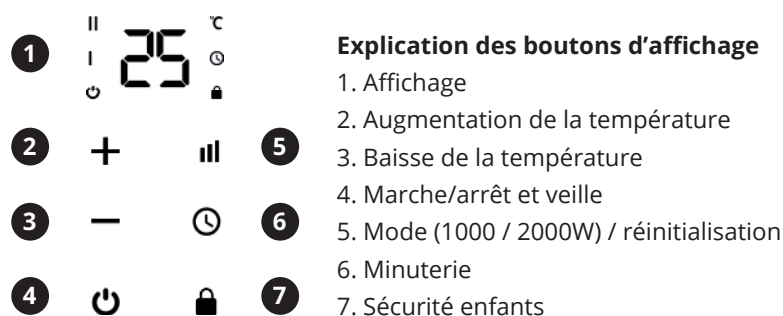 II
°C
1
I
25
2
5
3
6
4
7
Explication des boutons d’affichage
1. Affichage
2. Augmentation de la température
3. Baisse de la température
4. Marche/arrêt et veille
5. Mode (1000 / 2000W) / réinitialisation
6. Minuterie
7. Sécurité enfants